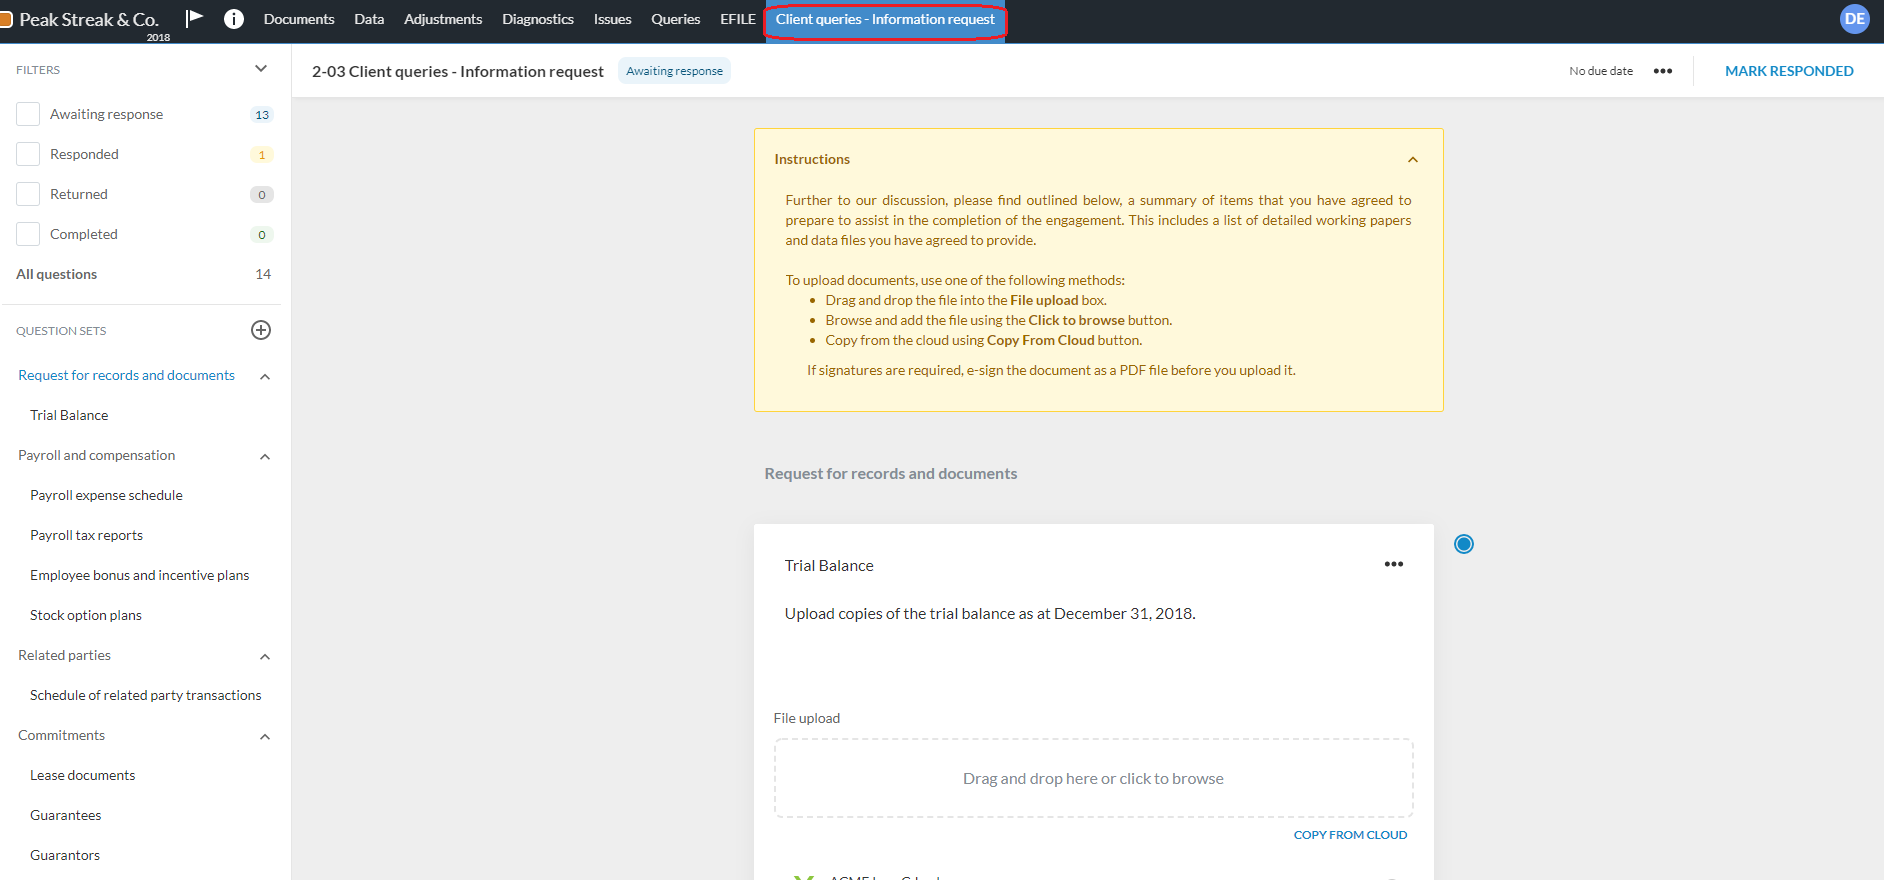 Peak Streak & Co.
2018
Documents
Data
Adjustments
Diagnostics
Issues
Queries
EFILE
Client queries - Information request
DE
FILTERS
Awaiting response 13
Responded 1
Returned 0
Completed 0
All questions 14
QUESTION SETS
Request for records and documents
Trial Balance
Payroll and compensation
Payroll expense schedule
Payroll tax reports
Employee bonus and incentive plans
Stock option plans
Related parties
Schedule of related party transactions
Commitments
Lease documents
Guarantees
Guarantors
2-03 Client queries - Information request
Awaiting response
No due date
MARK RESPONDED
Instructions
Further to our discussion, please find outlined below, a summary of items that you have agreed to
prepare to assist in the completion of the engagement. This includes a list of detailed working papers
and data files you have agreed to provide.
To upload documents, use one of the following methods:
• Drag and drop the file into the File upload box.
• Browse and add the file using the Click to browse button.
• Copy from the cloud using Copy From Cloud button.
If signatures are required, e-sign the document as a PDF file before you upload it.
Request for records and documents
Trial Balance
Upload copies of the trial balance as at December 31, 2018.
File upload
Drag and drop here or click to browse
COPY FROM CLOUD